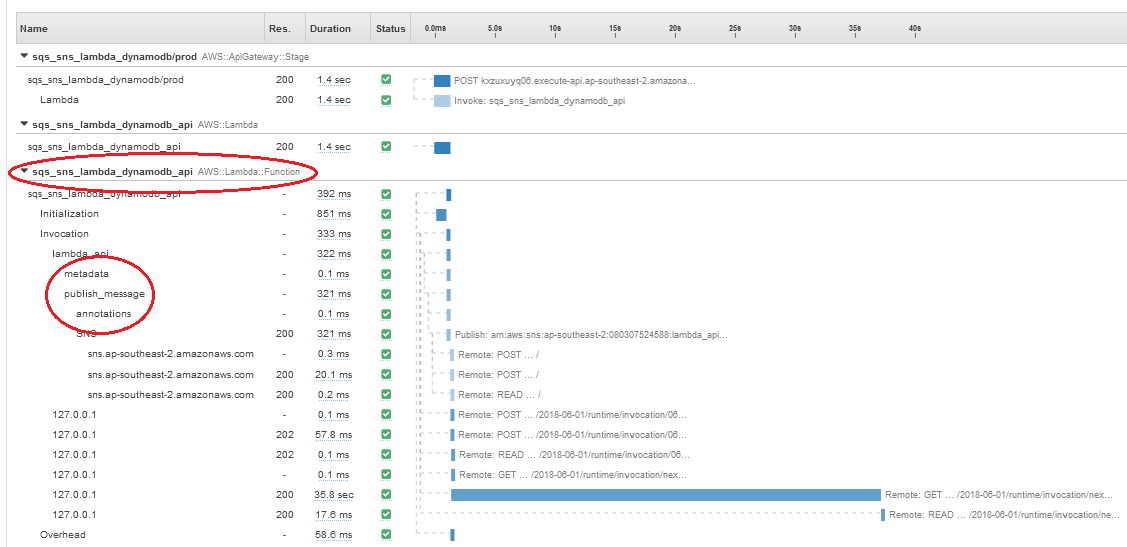 Name Res. Duration Status 0.0ms 5.0s 10s 15s 20s 25s 30s 35s 40s
sqs_sns_lambda_dynamodb/prod AWS::ApiGateway::Stage
sqs_sns_lambda_dynamodb/prod 200 1.4 sec POST kxzuxuyq06.execute-api.ap-southeast-2.amazona...
Lambda 200 1.4 sec Invoke: sqs_sns_lambda_dynamodb_api
sqs_sns_lambda_dynamodb_api AWS::Lambda
sqs_sns_lambda_dynamodb_api 200 1.4 sec
sqs_sns_lambda_dynamodb_api AWS::Lambda::Function
sqs_sns_lambda_dynamodb_api - 392 ms
Initialization - 851 ms
Invocation - 333 ms
lambda_api - 322 ms
metadata - 0.1 ms
publish_message - 321 ms
annotations - 0.1 ms
SNS 200 321 ms Publish: arn:aws:sns:ap-southeast-2:080307524588:lambda_api...
sns.ap-southeast-2.amazonaws.com - 0.3 ms Remote: POST ... /
sns.ap-southeast-2.amazonaws.com 200 20.1 ms Remote: POST ... /
sns.ap-southeast-2.amazonaws.com 200 0.2 ms Remote: READ ... /
127.0.0.1 - 0.1 ms Remote: POST ... /2018-06-01/runtime/invocation/06...
127.0.0.1 202 57.8 ms Remote: POST ... /2018-06-01/runtime/invocation/06...
127.0.0.1 202 0.1 ms Remote: READ ... /2018-06-01/runtime/invocation/06...
127.0.0.1 - 0.1 ms Remote: GET ... /2018-06-01/runtime/invocation/nex...
127.0.0.1 200 35.8 sec Remote: GET ... /2018-06-01/runtime/invocation/nex...
127.0.0.1 200 17.6 ms Remote: READ ... /2018-06-01/runtime/invocation/ne...
Overhead - 58.6 ms